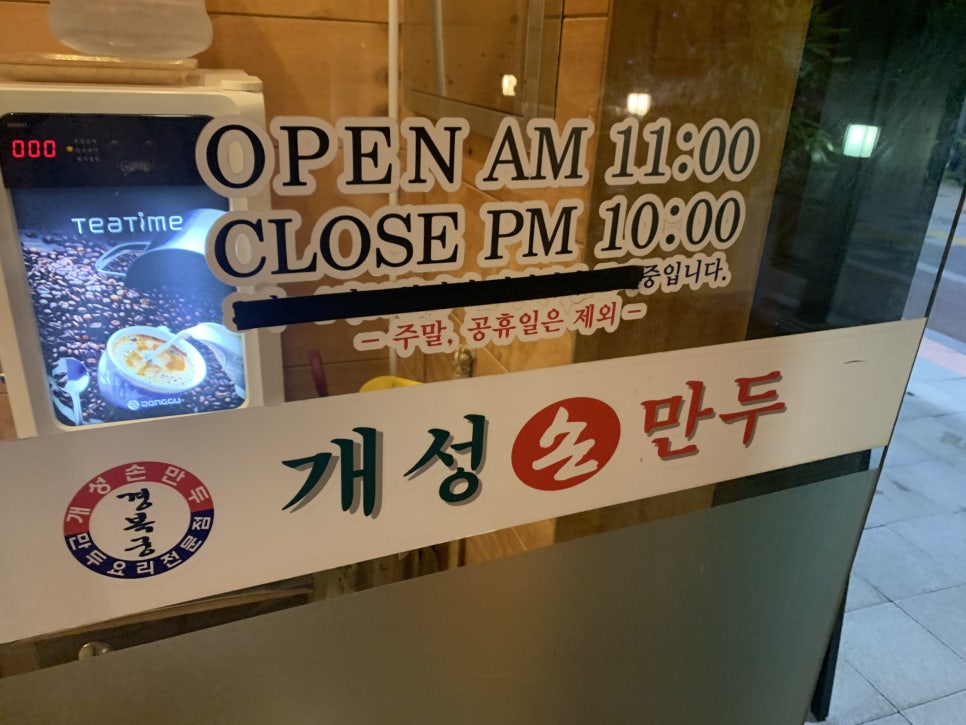 OPEN AM 11:00
CLOSE PM 10:00
중입니다.
- 주말, 공휴일은 제외 -
000
TEATIME
DONGGU
개성손만두
개성손만두
경복궁
만두요리전문점